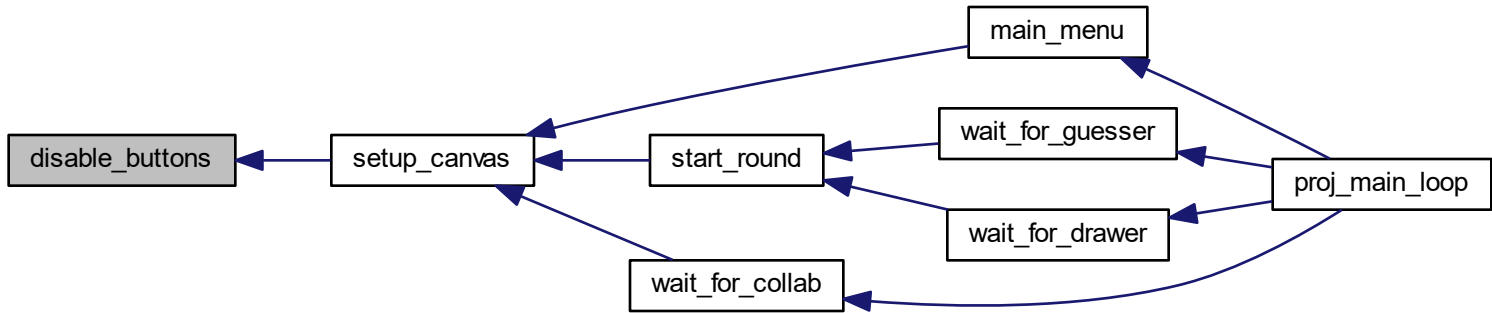 main_menu
wait_for_guesser
disable_buttons
setup_canvas
start_round
proj_main_loop
wait_for_drawer
wait_for_collab